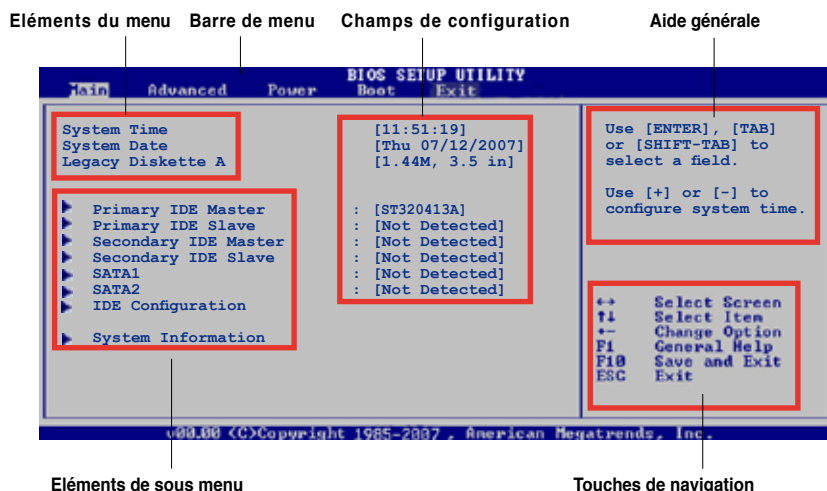 Eléments du menu Barre de menu Champs de configuration Aide générale
BIOS SETUP UTILITY
Main Advanced Power Boot Exit
System Time [11:51:19]
System Date [Thu 07/12/2007]
Legacy Diskette A [1.44M, 3.5 in]
Primary IDE Master : [ST320413A]
Primary IDE Slave : [Not Detected]
Secondary IDE Master : [Not Detected]
Secondary IDE Slave : [Not Detected]
SATA1 : [Not Detected]
SATA2 : [Not Detected]
IDE Configuration
System Information
Use [ENTER], [TAB]
or [SHIFT-TAB] to
select a field.
Use [+] or [-] to
configure system time.
↔ Select Screen
↑↓ Select Item
+- Change Option
F1 General Help
F10 Save and Exit
ESC Exit
v00.00 (C)Copyright 1985-2007 , American Megatrends, Inc.
Eléments de sous menu Touches de navigation